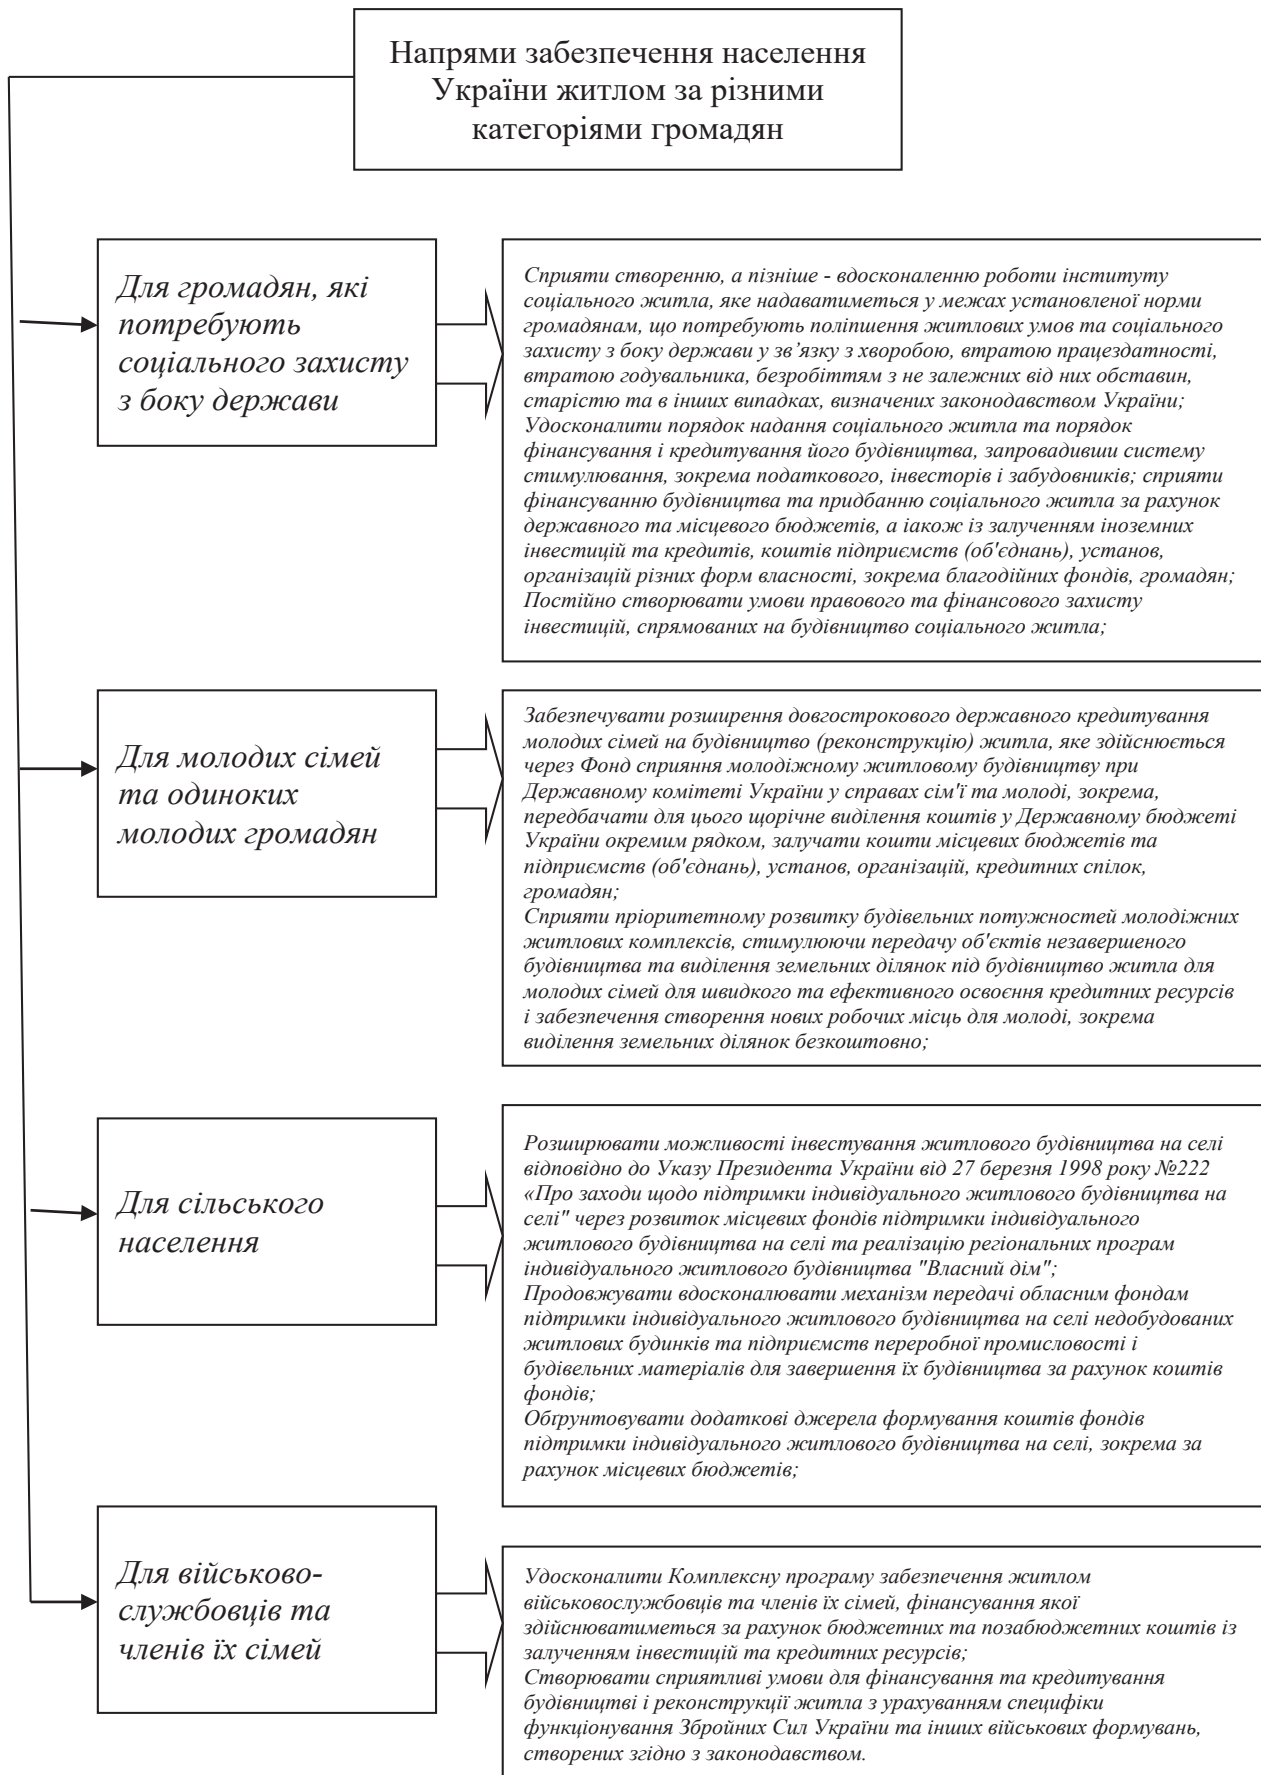 Напрями забезпечення населення
України житлом за різними
категоріями громадян
Для громадян, які
потребують
соціального захисту
з боку держави
Сприяти створенню, а пізніше - вдосконаленню роботи інституту
соціального житла, яке надаватиметься у межах установленої норми
громадянам, що потребують поліпшення житлових умов та соціального
захисту з боку держави у зв’язку з хворобою, втратою працездатності,
втратою годувальника, безробіттям з не залежних від них обставин,
старістю та в інших випадках, визначених законодавством України;
Удосконалити порядок надання соціального житла та порядок
фінансування і кредитування його будівництва, запровадивши систему
стимулювання, зокрема податкового, інвесторів і забудовників; сприяти
фінансуванню будівництва та придбанню соціального житла за рахунок
державного та місцевого бюджетів, а іакож із залученням іноземних
інвестицій та кредитів, коштів підприємств (об'єднань), установ,
організацій різних форм власності, зокрема благодійних фондів, громадян;
Постійно створювати умови правового та фінансового захисту
інвестицій, спрямованих на будівництво соціального житла;
Для молодих сімей
та одиноких
молодих громадян
Забезпечувати розширення довгострокового державного кредитування
молодих сімей на будівництво (реконструкцію) житла, яке здійснюється
через Фонд сприяння молодіжному житловому будівництву при
Державному комітеті України у справах сім'ї та молоді, зокрема,
передбачати для цього щорічне виділення коштів у Державному бюджеті
України окремим рядком, залучати кошти місцевих бюджетів та
підприємств (об'єднань), установ, організацій, кредитних спілок,
громадян;
Сприяти пріоритетному розвитку будівельних потужностей молодіжних
житлових комплексів, стимулюючи передачу об'єктів незавершеного
будівництва та виділення земельних ділянок під будівництво житла для
молодих сімей для швидкого та ефективного освоєння кредитних ресурсів
і забезпечення створення нових робочих місць для молоді, зокрема
виділення земельних ділянок безкоштовно;
Для сільського
населення
Розширювати можливості інвестування житлового будівництва на селі
відповідно до Указу Президента України від 27 березня 1998 року №222
«Про заходи щодо підтримки індивідуального житлового будівництва на
селі" через розвиток місцевих фондів підтримки індивідуального
житлового будівництва на селі та реалізацію регіональних програм
індивідуального житлового будівництва "Власний дім";
Продовжувати вдосконалювати механізм передачі обласним фондам
підтримки індивідуального житлового будівництва на селі недобудованих
житлових будинків та підприємств переробної промисловості і
будівельних матеріалів для завершення їх будівництва за рахунок коштів
фондів;
Обґрунтовувати додаткові джерела формування коштів фондів
підтримки індивідуального житлового будівництва на селі, зокрема за
рахунок місцевих бюджетів;
Для військово-
службовців та
членів їх сімей
Удосконалити Комплексну програму забезпечення житлом
військовослужбовців та членів їх сімей, фінансування якої
здійснюватиметься за рахунок бюджетних та позабюджетних коштів із
залученням інвестицій та кредитних ресурсів;
Створювати сприятливі умови для фінансування та кредитування
будівництві і реконструкції житла з урахуванням специфіки
функціонування Збройних Сил України та інших військових формувань,
створених згідно з законодавством.